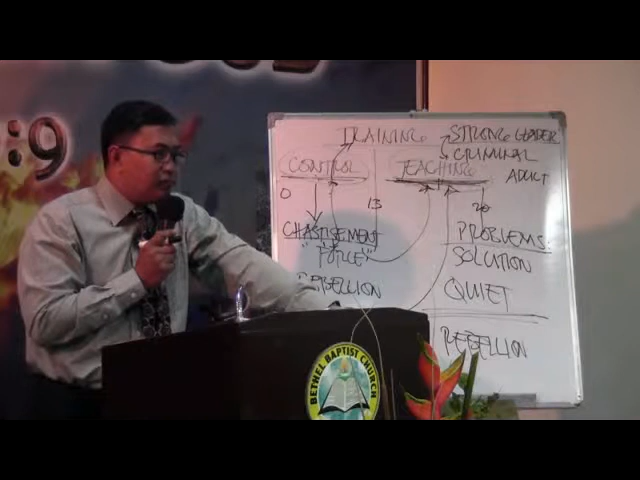 :9
TRAINING STRONG LEADER
CRIMINAL
CONTROL TEACHING ADULT
0 13 20
CHASTISEMENT PROBLEMS:
"FORCE" SOLUTION
REBELLION QUIET
REBELLION
BETHEL BAPTIST CHURCH